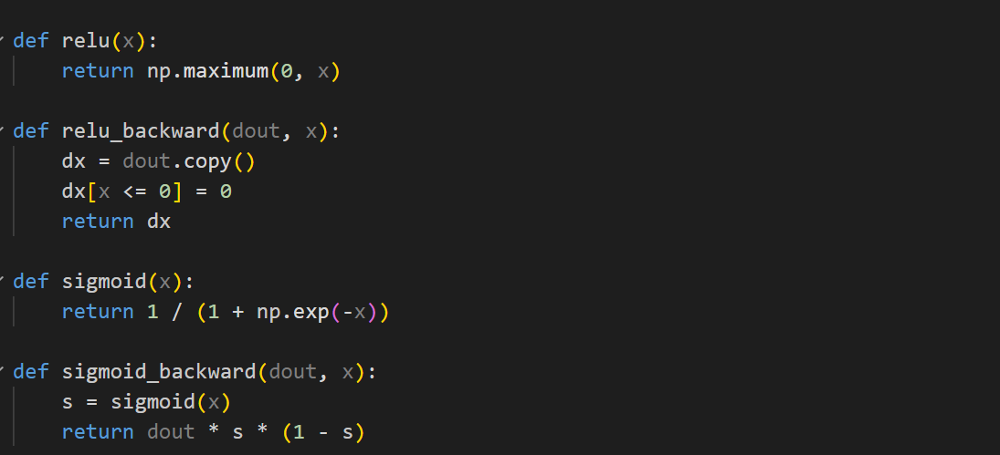 def relu(x):
    return np.maximum(0, x)
def relu_backward(dout, x):
    dx = dout.copy()
    dx[x <= 0] = 0
    return dx
def sigmoid(x):
    return 1 / (1 + np.exp(-x))
def sigmoid_backward(dout, x):
    s = sigmoid(x)
    return dout * s * (1 - s)